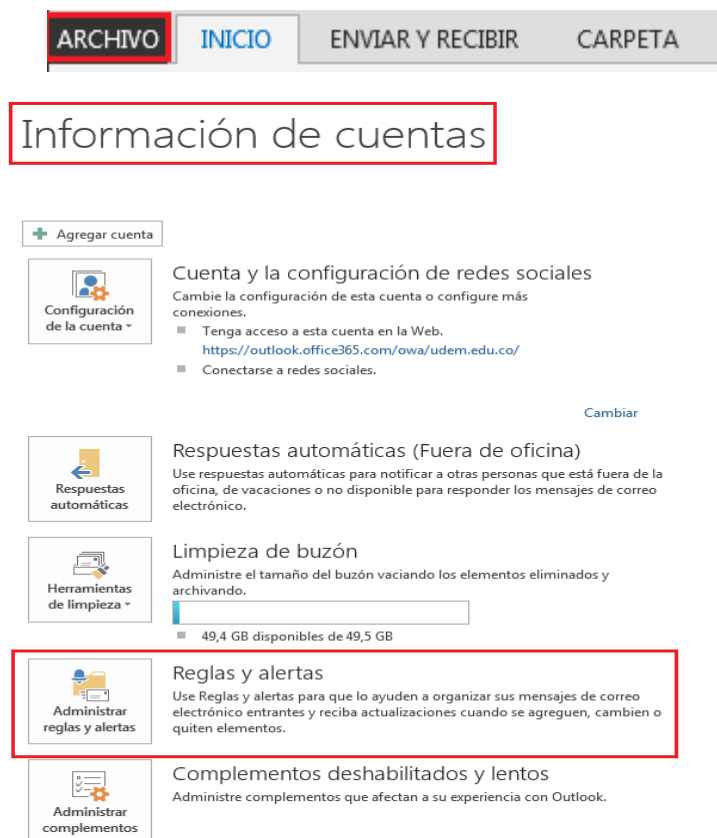 ARCHIVO INICIO ENVIAR Y RECIBIR CARPETA
Información de cuentas
Agregar cuenta
Configuración
de la cuenta
Cuenta y la configuración de redes sociales
Cambie la configuración de esta cuenta o configure más
conexiones.
Tenga acceso a esta cuenta en la Web.
https://outlook.office365.com/owa/udem.edu.co/
Conectarse a redes sociales.
Cambiar
Respuestas
automáticas
Respuestas automáticas (Fuera de oficina)
Use respuestas automáticas para notificar a otras personas que está fuera de la
oficina, de vacaciones o no disponible para responder los mensajes de correo
electrónico.
Herramientas
de limpieza
Limpieza de buzón
Administre el tamaño del buzón vaciando los elementos eliminados y
archivando.
49,4 GB disponibles de 49,5 GB
Administrar
reglas y alertas
Reglas y alertas
Use Reglas y alertas para que lo ayuden a organizar sus mensajes de correo
electrónico entrantes y reciba actualizaciones cuando se agreguen, cambien o
quiten elementos.
Administrar
complementos
Complementos deshabilitados y lentos
Administre complementos que afectan a su experiencia con Outlook.